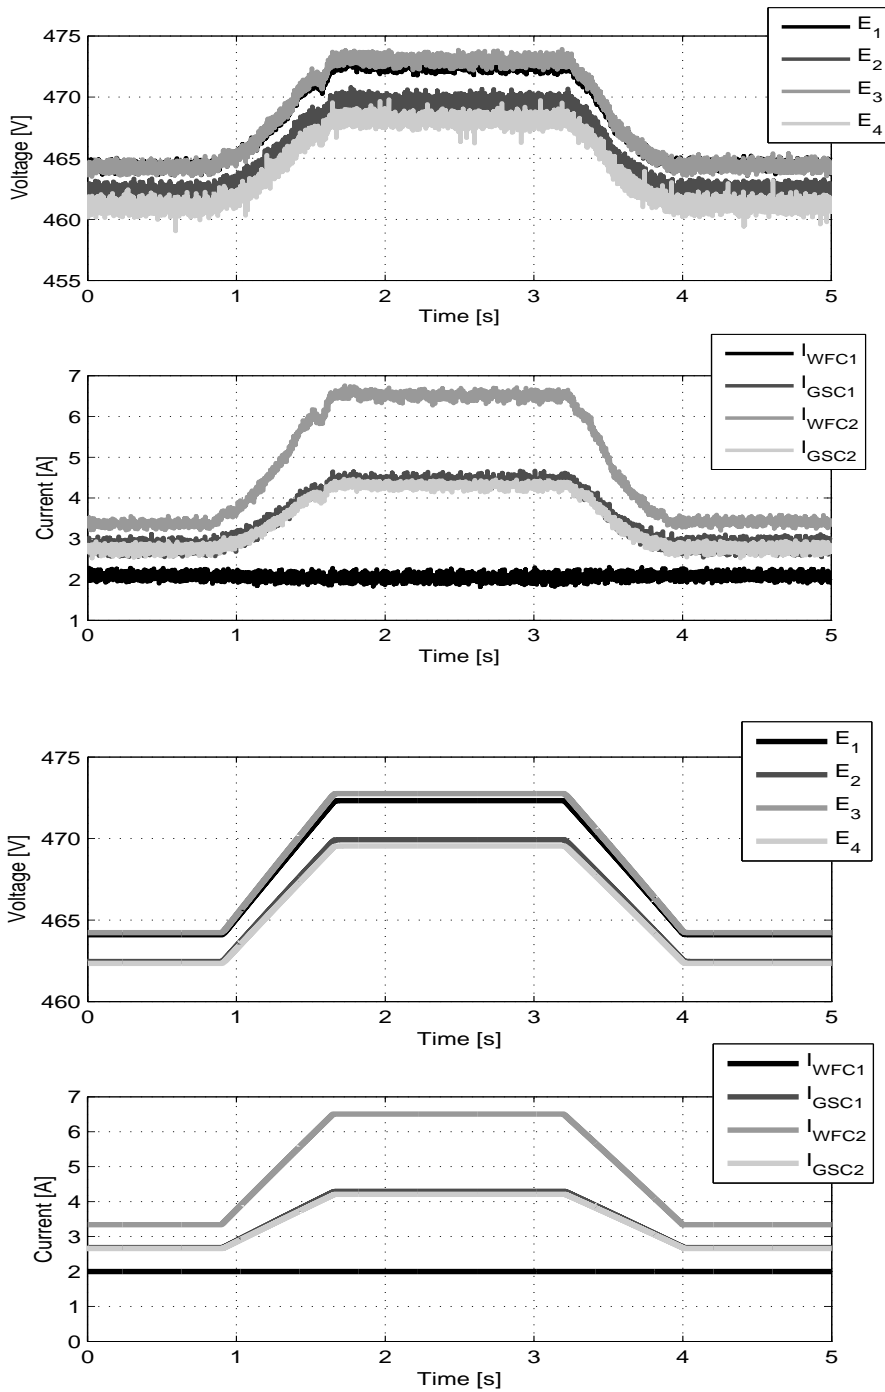 475
470
465
460
455
Voltage [V]
0 1 2 3 4 5
Time [s]
E1
E2
E3
E4
7
6
5
4
3
2
1
Current [A]
0 1 2 3 4 5
Time [s]
IWFC1
IGSC1
IWFC2
IGSC2
475
470
465
460
Voltage [V]
0 1 2 3 4 5
Time [s]
E1
E2
E3
E4
7
6
5
4
3
2
1
0
Current [A]
0 1 2 3 4 5
Time [s]
IWFC1
IGSC1
IWFC2
IGSC2